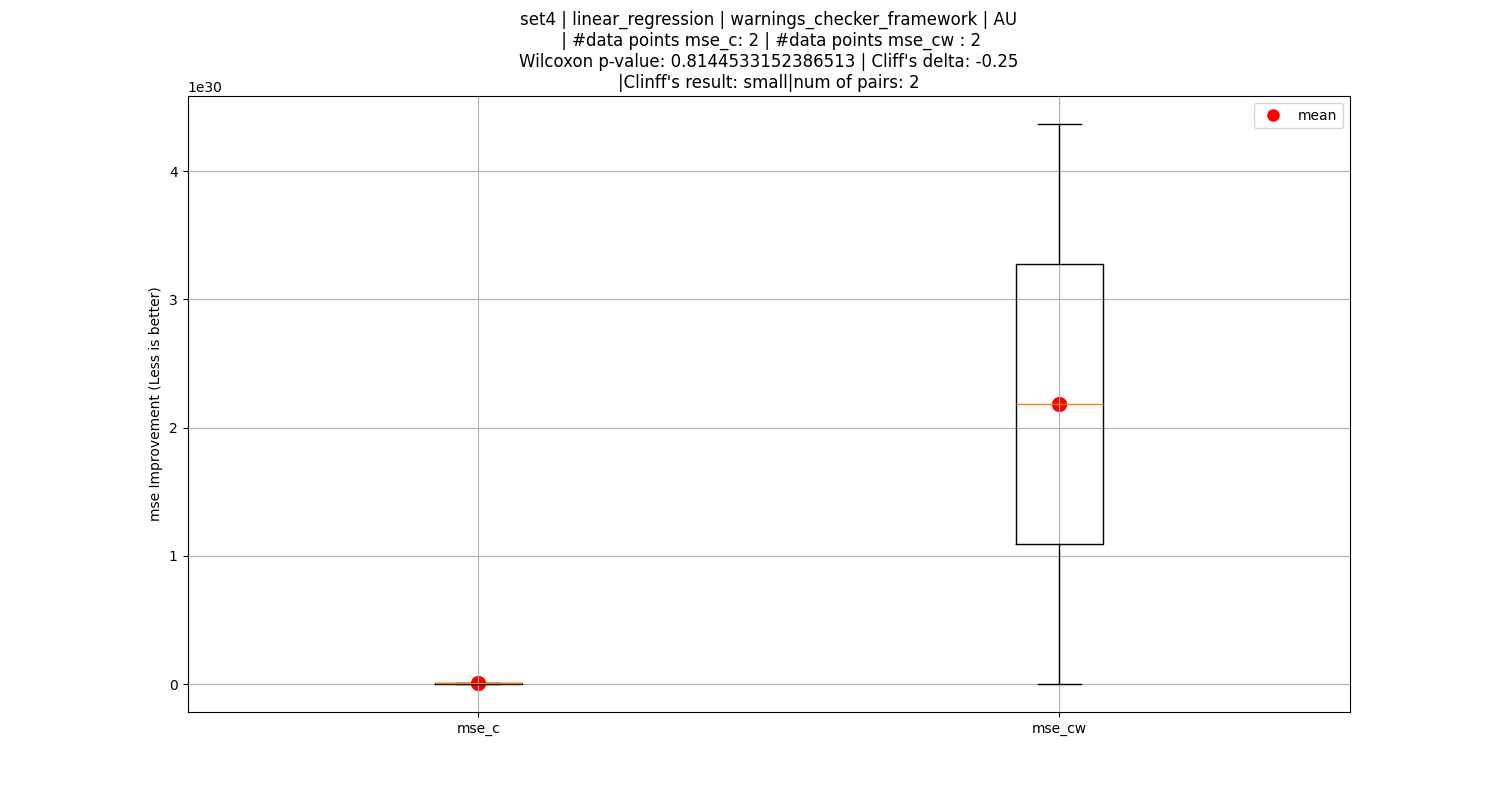 set4 | linear_regression | warnings_checker_framework | AU
| #data points mse_c: 2 | #data points mse_cw : 2
Wilcoxon p-value: 0.8144533152386513 | Cliff's delta: -0.25
|Clinff's result: small|num of pairs: 2
1e30
mean
4
3
2
1
0
mse Improvement (Less is better)
mse_c
mse_cw